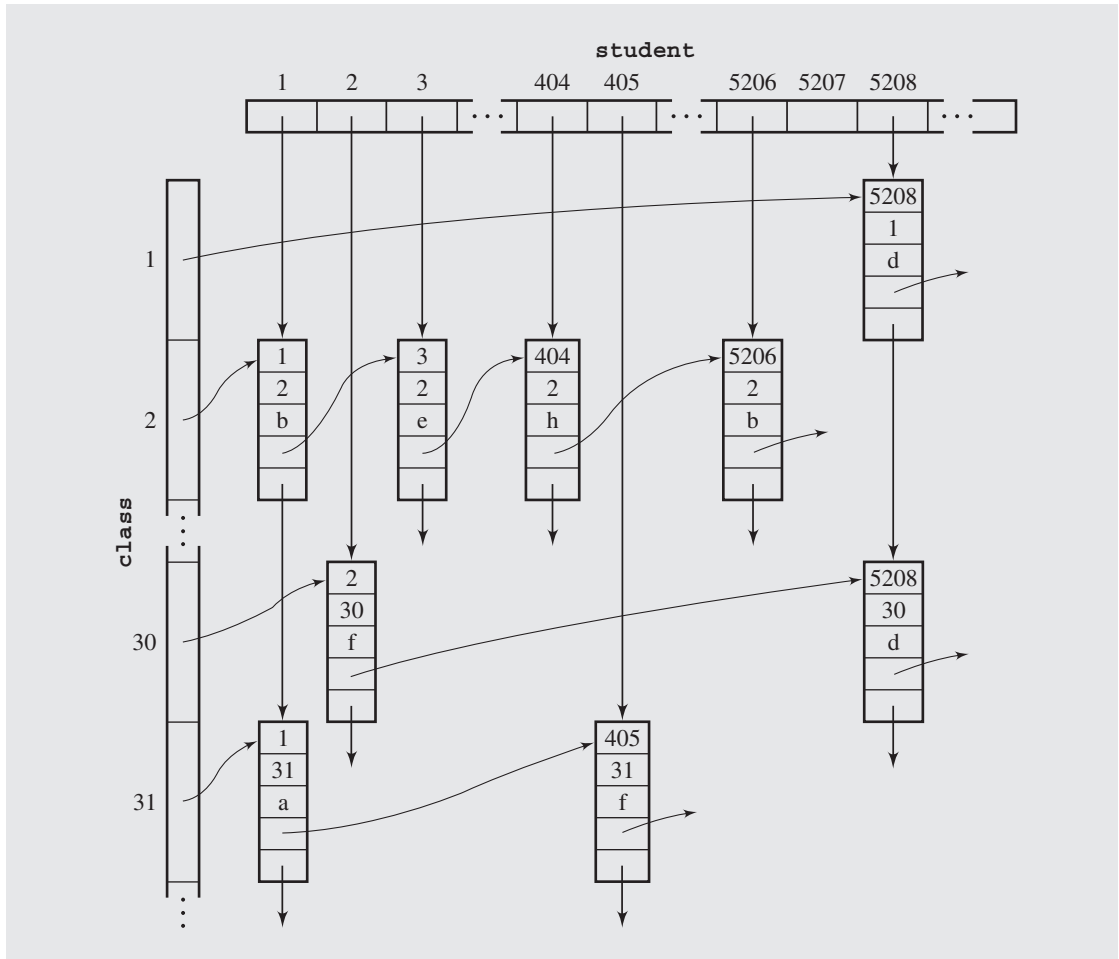 student
1 2 3 ... 404 405 ... 5206 5207 5208 ...
5208
1
1
d
1 3 404 5206
2 2 2 2
2
b e h b
class
2 5208
30 30
30
f d
1 405
31 31
31
a f